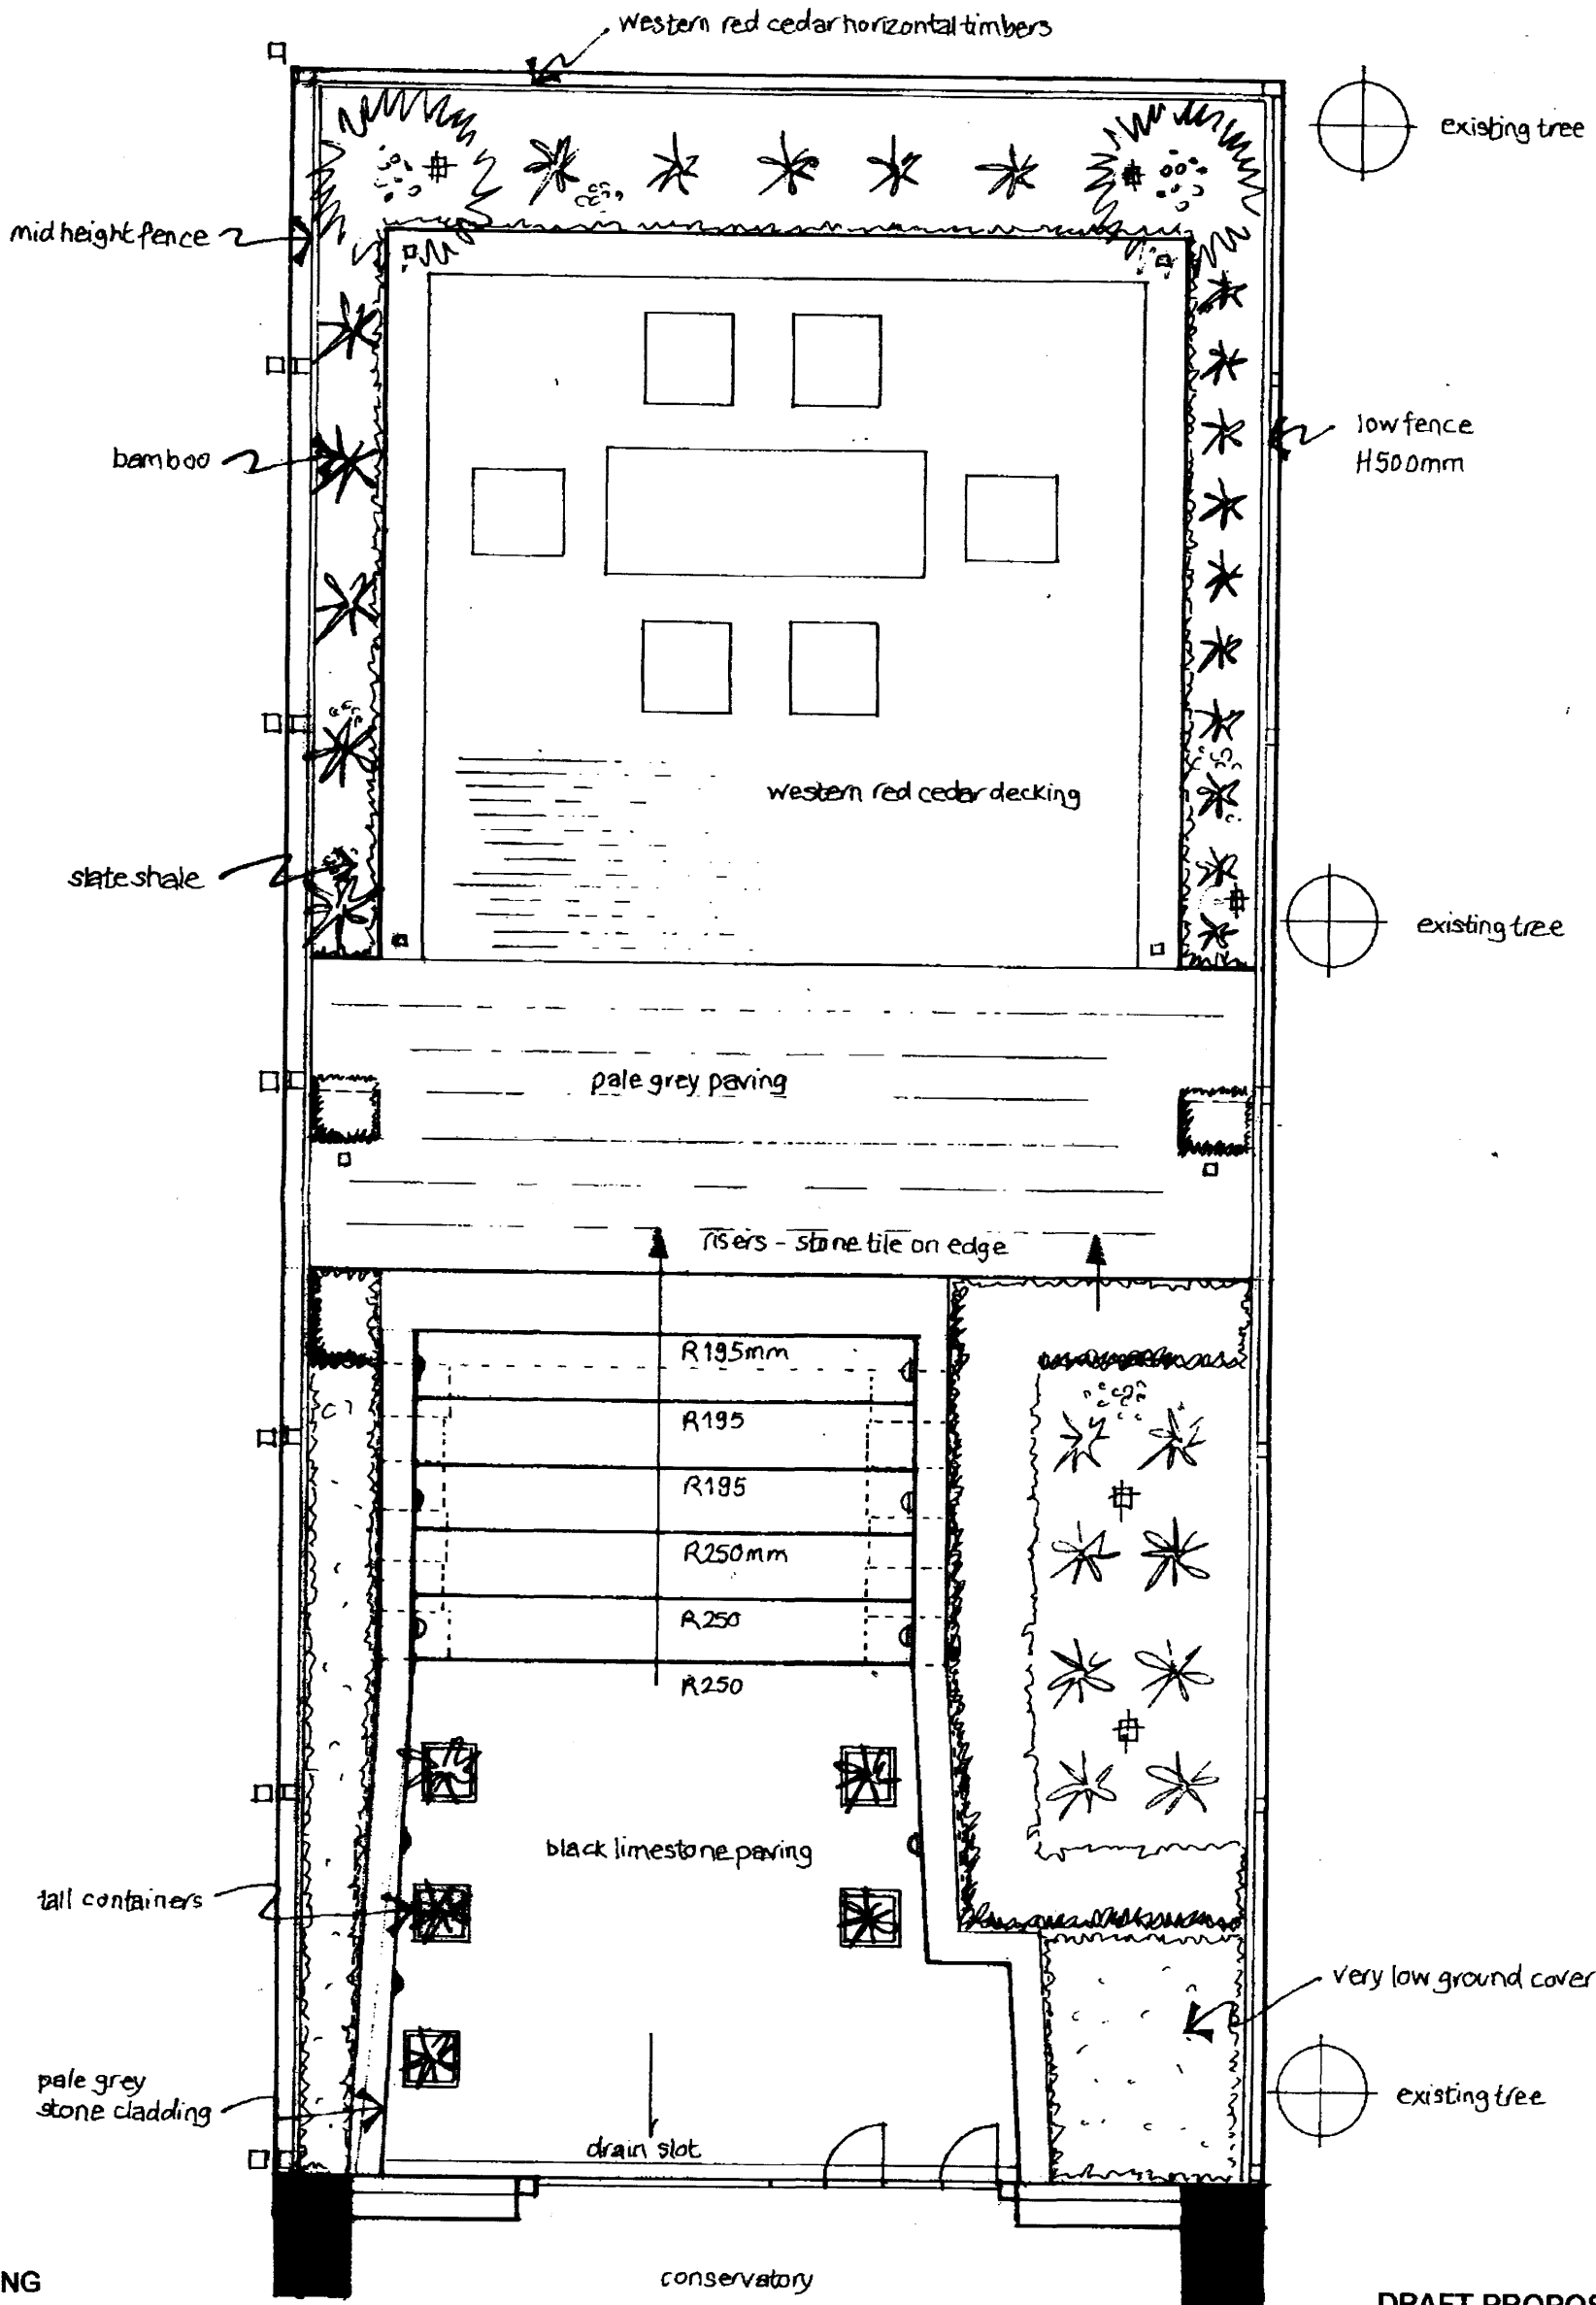 western red cedar horizontal timbers
existing tree
mid height fence
bamboo
low fence
H500mm
western red cedar decking
slate shale
existing tree
pale grey paving
risers - stone tile on edge
R195mm
R195
R195
R250mm
R250
R250
black limestone paving
tall containers
very low ground cover
pale grey
stone cladding
existing tree
drain slot
conservatory
NG
DRAFT PROPOS